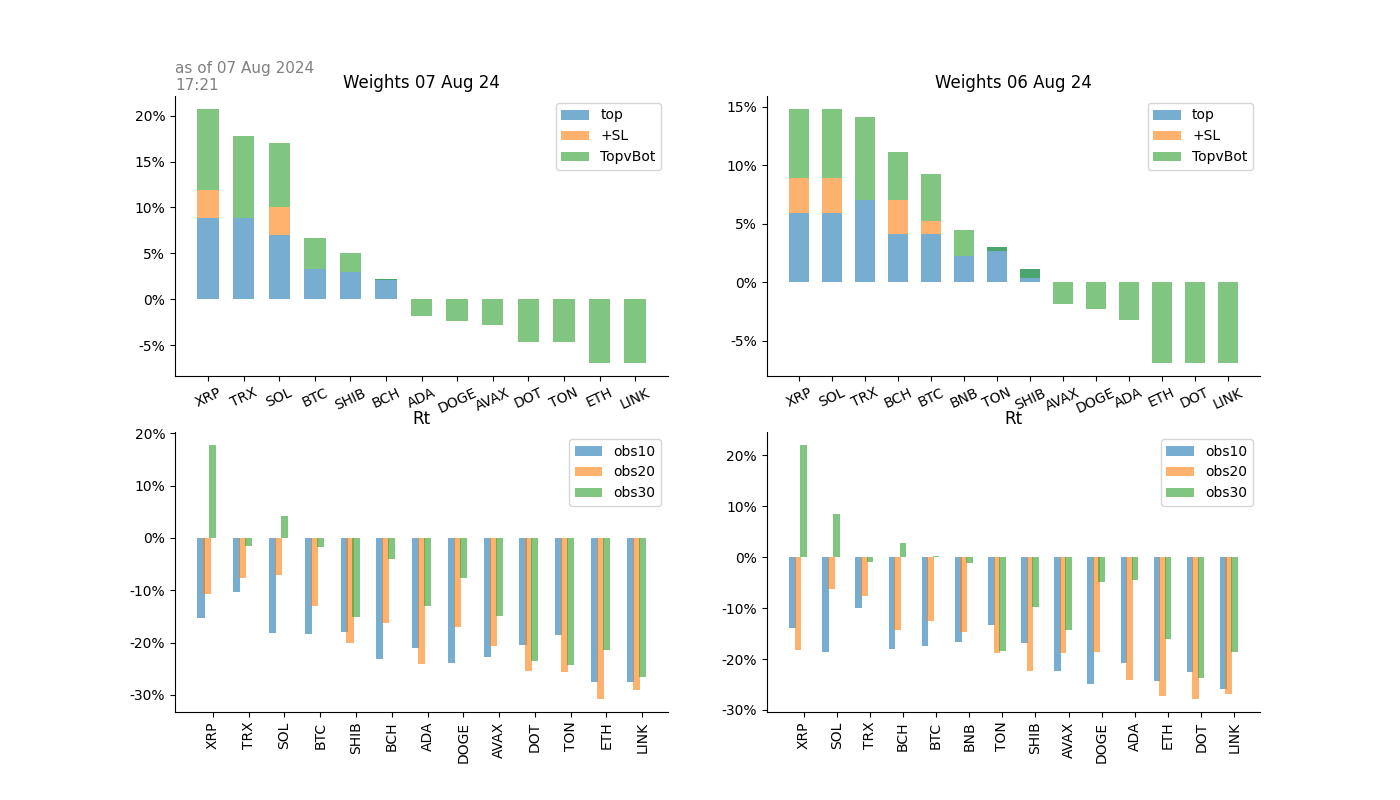 as of 07 Aug 2024
17:21
Weights 07 Aug 24
20%
15%
10%
5%
0%
-5%
top
+SL
TopvBot
XRP TRX SOL BTC SHIB BCH ADA DOGE AVAX DOT TON ETH LINK
Weights 06 Aug 24
15%
10%
5%
0%
-5%
top
+SL
TopvBot
XRP SOL TRX BCH BTC BNB TON SHIB AVAX DOGE ADA ETH DOT LINK
Rt
20%
10%
0%
-10%
-20%
-30%
obs10
obs20
obs30
XRP TRX SOL BTC SHIB BCH ADA DOGE AVAX DOT TON ETH LINK
Rt
20%
10%
0%
-10%
-20%
-30%
obs10
obs20
obs30
XRP SOL TRX BCH BTC BNB TON SHIB AVAX DOGE ADA ETH DOT LINK